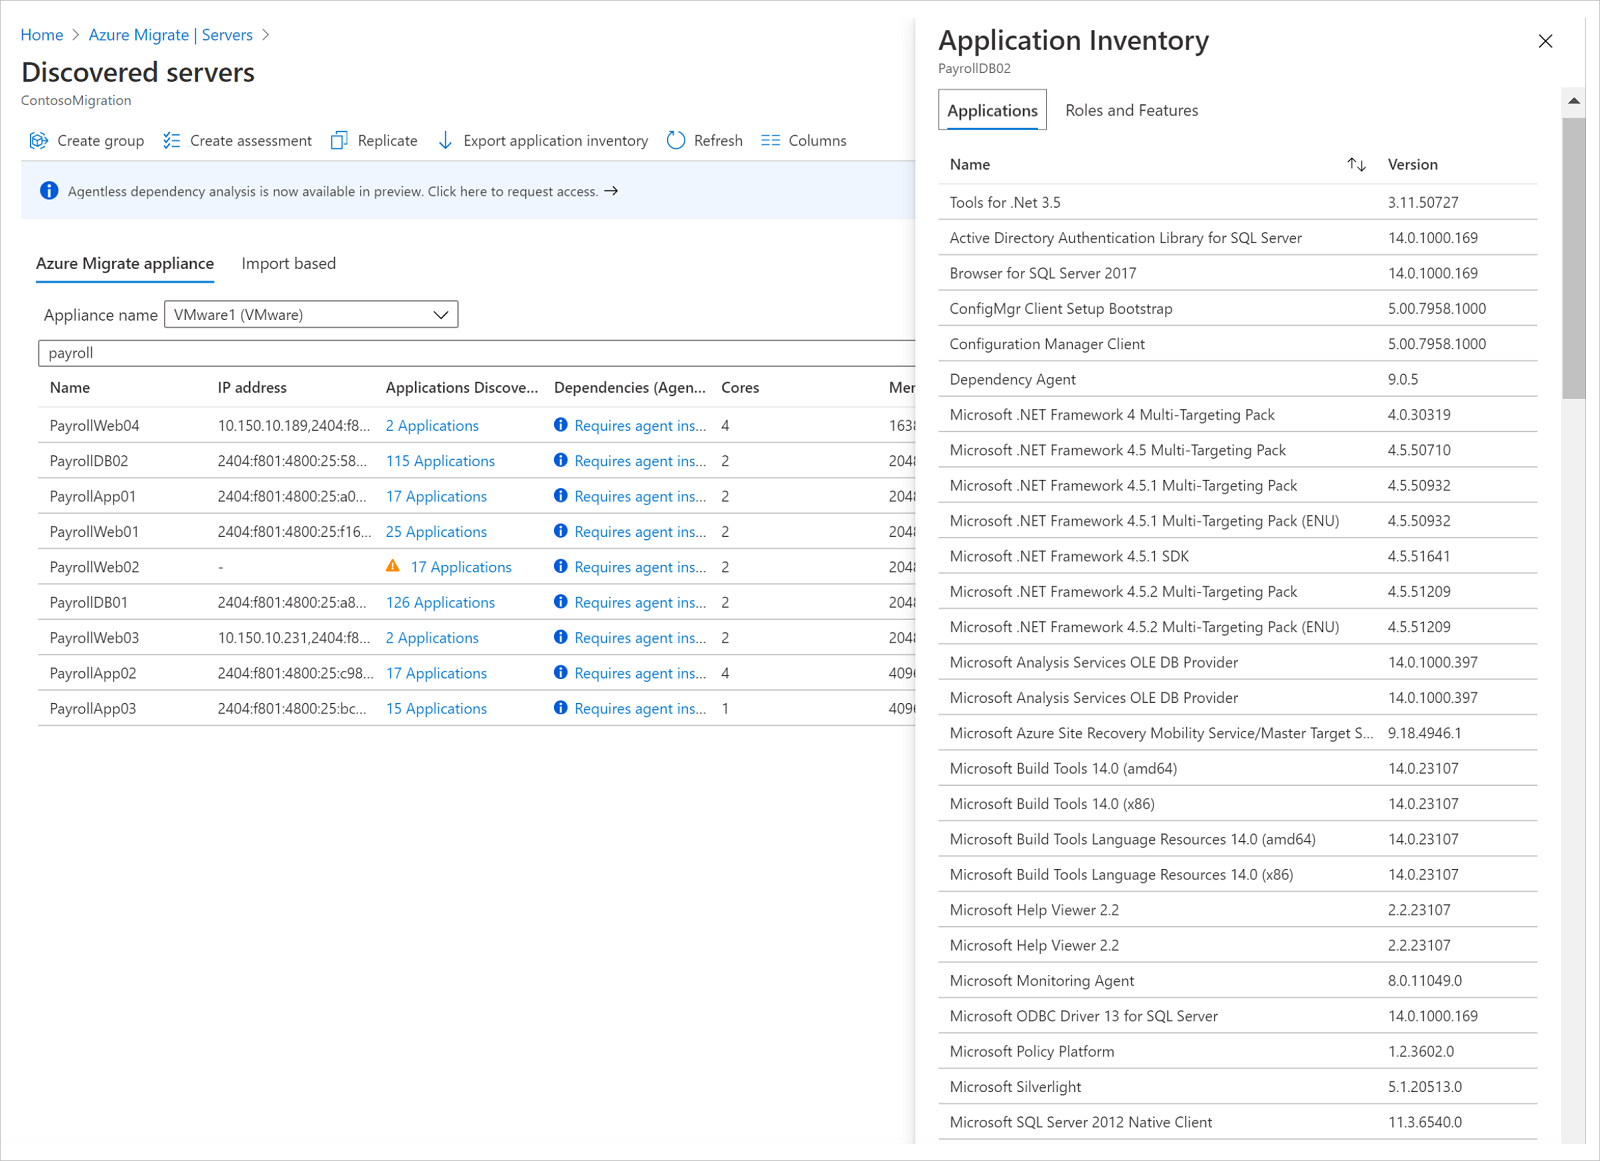 Home > Azure Migrate | Servers >
Discovered servers
ContosoMigration
Create group Create assessment Replicate Export application inventory Refresh Columns
Agentless dependency analysis is now available in preview. Click here to request access. →
Azure Migrate appliance Import based
Appliance name VMware1 (VMware)
payroll
Name IP address Applications Discove... Dependencies (Agen... Cores Mer
PayrollWeb04 10.150.10.189,2404:f8... 2 Applications Requires agent ins... 4 1638
PayrollDB02 2404:f801:4800:25:58... 115 Applications Requires agent ins... 2 2048
PayrollApp01 2404:f801:4800:25:a0... 17 Applications Requires agent ins... 2 2048
PayrollWeb01 2404:f801:4800:25:f16... 25 Applications Requires agent ins... 2 2048
PayrollWeb02 - 17 Applications Requires agent ins... 2 2048
PayrollDB01 2404:f801:4800:25:a8... 126 Applications Requires agent ins... 2 2048
PayrollWeb03 10.150.10.231,2404:f8... 2 Applications Requires agent ins... 2 2048
PayrollApp02 2404:f801:4800:25:c98... 17 Applications Requires agent ins... 4 4096
PayrollApp03 2404:f801:4800:25:bc... 15 Applications Requires agent ins... 1 4096
Application Inventory
PayrollDB02
Applications Roles and Features
Name Version
Tools for .Net 3.5 3.11.50727
Active Directory Authentication Library for SQL Server 14.0.1000.169
Browser for SQL Server 2017 14.0.1000.169
ConfigMgr Client Setup Bootstrap 5.00.7958.1000
Configuration Manager Client 5.00.7958.1000
Dependency Agent 9.0.5
Microsoft .NET Framework 4 Multi-Targeting Pack 4.0.30319
Microsoft .NET Framework 4.5 Multi-Targeting Pack 4.5.50710
Microsoft .NET Framework 4.5.1 Multi-Targeting Pack 4.5.50932
Microsoft .NET Framework 4.5.1 Multi-Targeting Pack (ENU) 4.5.50932
Microsoft .NET Framework 4.5.1 SDK 4.5.51641
Microsoft .NET Framework 4.5.2 Multi-Targeting Pack 4.5.51209
Microsoft .NET Framework 4.5.2 Multi-Targeting Pack (ENU) 4.5.51209
Microsoft Analysis Services OLE DB Provider 14.0.1000.397
Microsoft Analysis Services OLE DB Provider 14.0.1000.397
Microsoft Azure Site Recovery Mobility Service/Master Target S... 9.18.4946.1
Microsoft Build Tools 14.0 (amd64) 14.0.23107
Microsoft Build Tools 14.0 (x86) 14.0.23107
Microsoft Build Tools Language Resources 14.0 (amd64) 14.0.23107
Microsoft Build Tools Language Resources 14.0 (x86) 14.0.23107
Microsoft Help Viewer 2.2 2.2.23107
Microsoft Help Viewer 2.2 2.2.23107
Microsoft Monitoring Agent 8.0.11049.0
Microsoft ODBC Driver 13 for SQL Server 14.0.1000.169
Microsoft Policy Platform 1.2.3602.0
Microsoft Silverlight 5.1.20513.0
Microsoft SQL Server 2012 Native Client 11.3.6540.0